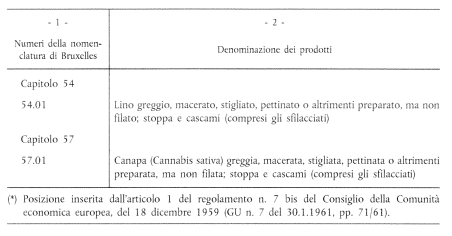 - 1 -
- 2 -
Numeri della nomen-
clatura di Bruxelles
Denominazione dei prodotti
Capitolo 54
54.01
Lino greggio, macerato, stigliato, pettinato o altrimenti preparato, ma non
filato; stoppa e cascami (compresi gli sfilacciati)
Capitolo 57
57.01
Canapa (Cannabis sativa) greggia, macerata, stigliata, pettinata o altrimenti
preparata, ma non filata; stoppa e cascami (compresi gli sfilacciati)
(*) Posizione inserita dall'articolo 1 del regolamento n. 7 bis del Consiglio della Comunità
economica europea, del 18 dicembre 1959 (GU n. 7 del 30.1.1961, pp. 71/61).